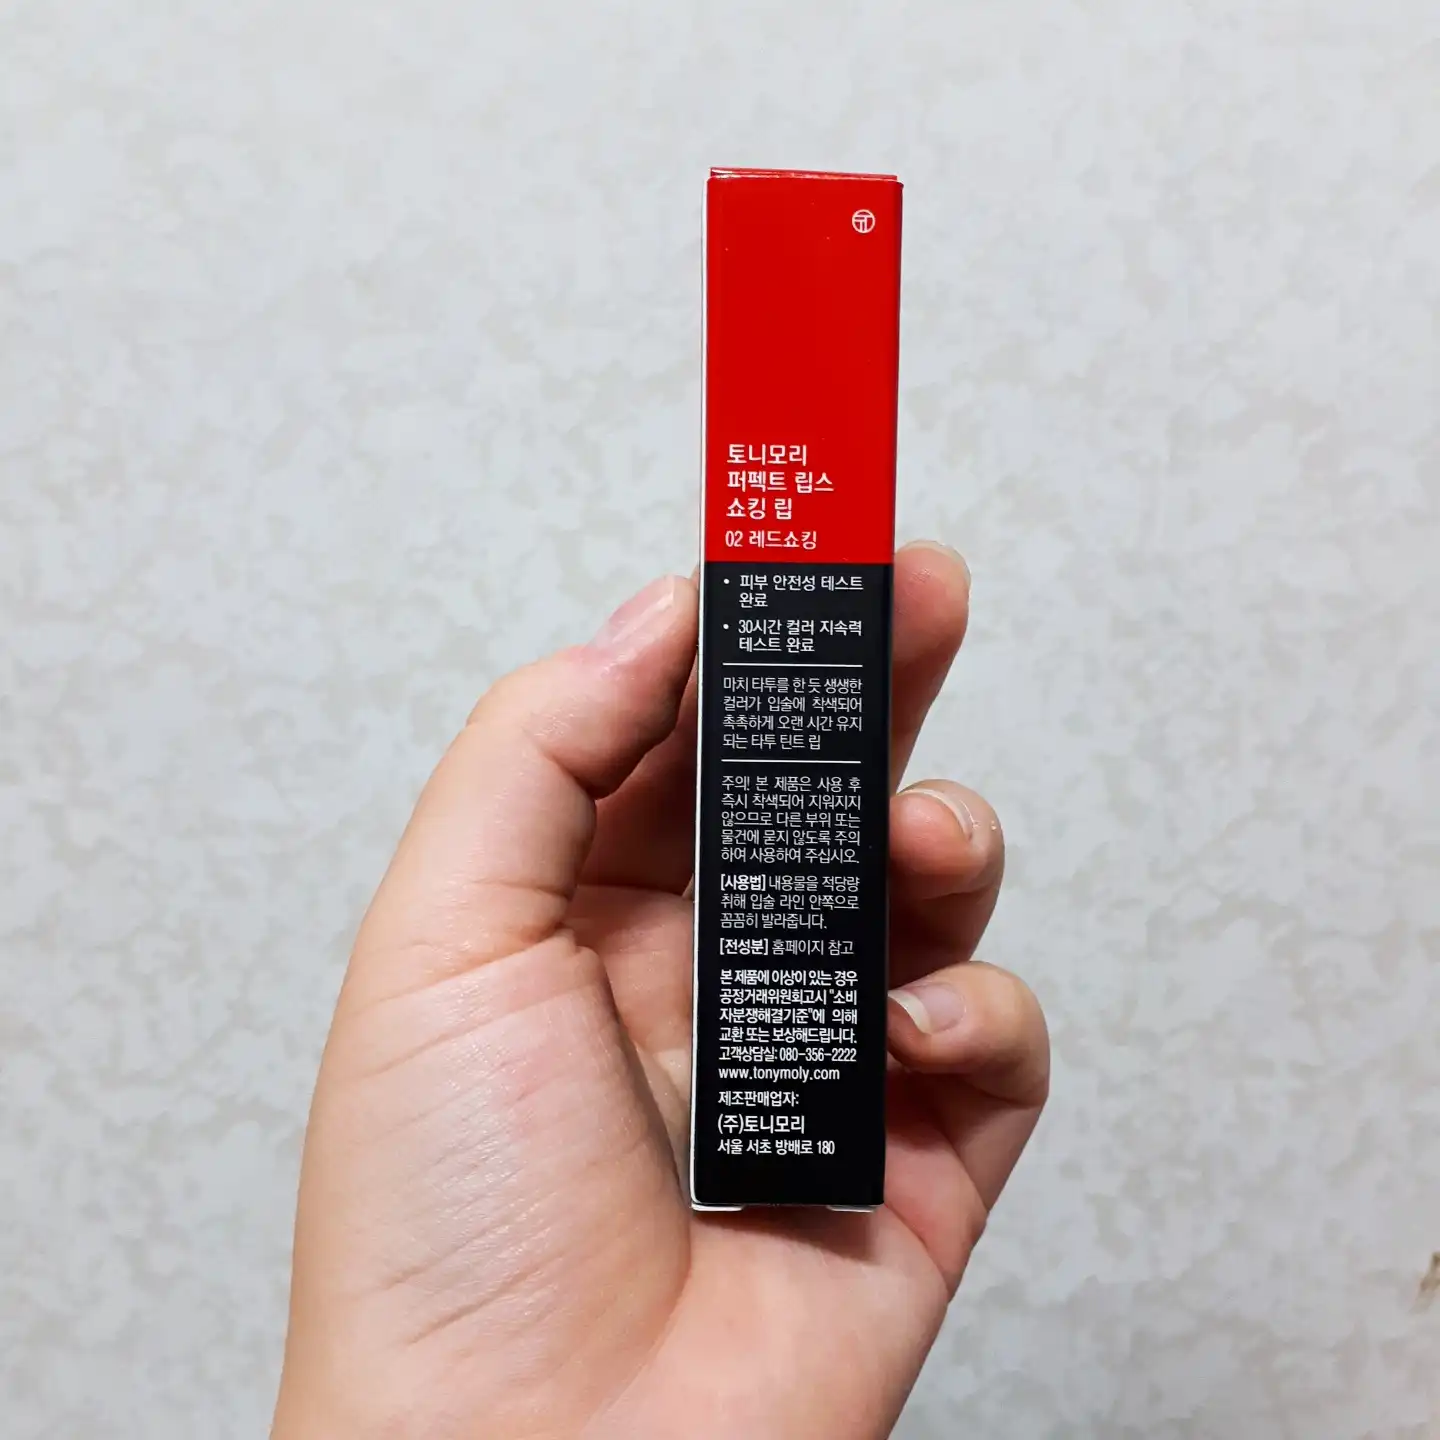 토니모리
퍼펙트 립스
쇼킹 립
02 레드쇼킹
• 피부 안전성 테스트
완료
• 30시간 컬러 지속력
테스트 완료
마치 타투를 한 듯 생생한
컬러가 입술에 착색되어
촉촉하게 오랜 시간 유지
되는 타투 틴트 립
주의! 본 제품은 사용 후
즉시 착색되어 지워지지
않으므로 다른 부위 또는
물건에 묻지 않도록 주의
하여 사용하여 주십시오.
[사용법] 내용물을 적당량
취해 입술 라인 안쪽으로
꼼꼼히 발라줍니다.
[전성분] 홈페이지 참고
본 제품에 이상이 있는 경우
공정거래위원회고시 "소비
자분쟁해결기준"에 의해
교환 또는 보상해드립니다.
고객상담실: 080-356-2222
www.tonymoly.com
제조판매업자:
(주)토니모리
서울 서초 방배로 180